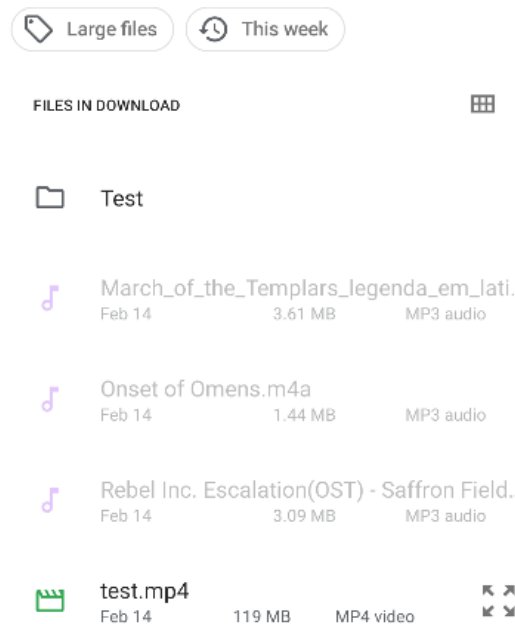 Large files This week
FILES IN DOWNLOAD
Test
March_of_the_Templars_legenda_em_lati.
Feb 14 3.61 MB MP3 audio
Onset of Omens.m4a
Feb 14 1.44 MB MP3 audio
Rebel Inc. Escalation(OST) - Saffron Field.
Feb 14 3.09 MB MP3 audio
test.mp4
Feb 14 119 MB MP4 video